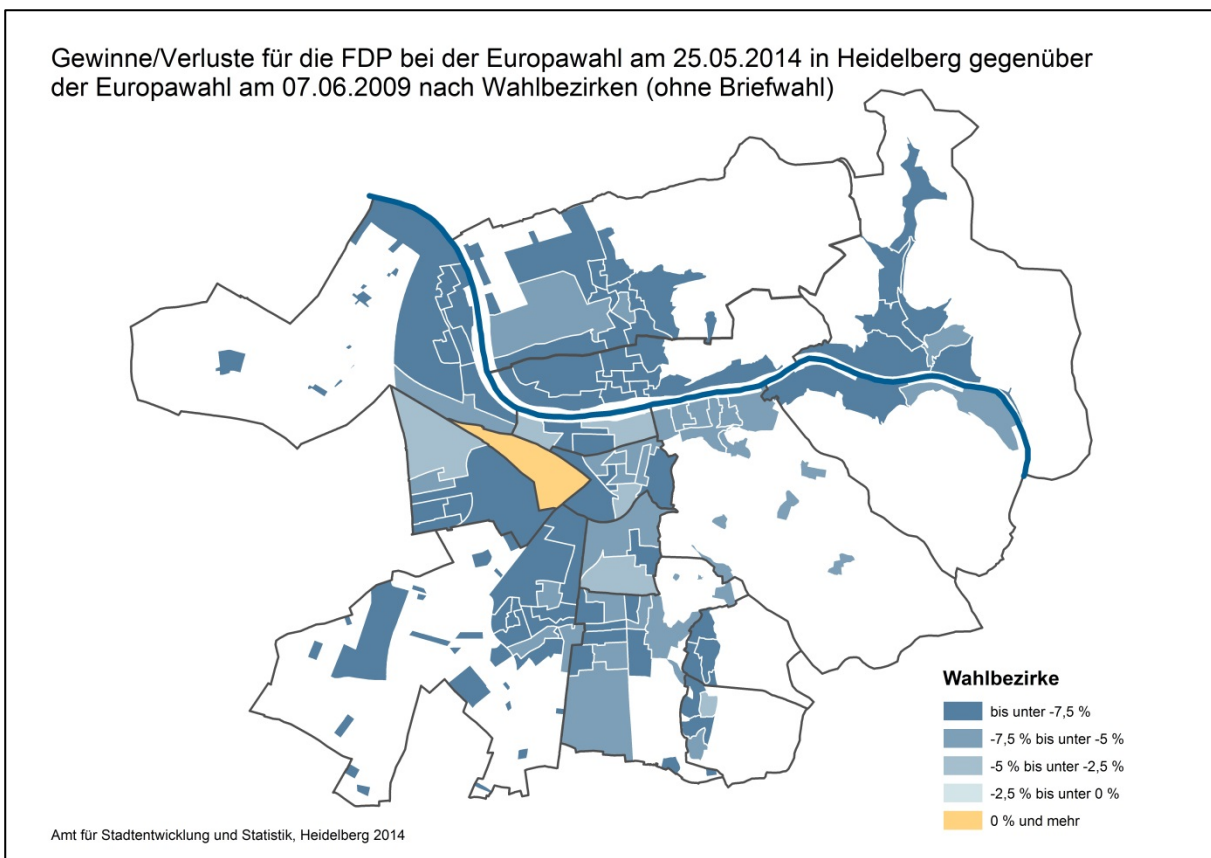 Gewinne/Verluste für die FDP bei der Europawahl am 25.05.2014 in Heidelberg gegenüber
der Europawahl am 07.06.2009 nach Wahlbezirken (ohne Briefwahl)
Wahlbezirke
bis unter -7,5 %
-7,5 % bis unter -5 %
-5 % bis unter -2,5 %
-2,5 % bis unter 0 %
0 % und mehr
Amt für Stadtentwicklung und Statistik, Heidelberg 2014